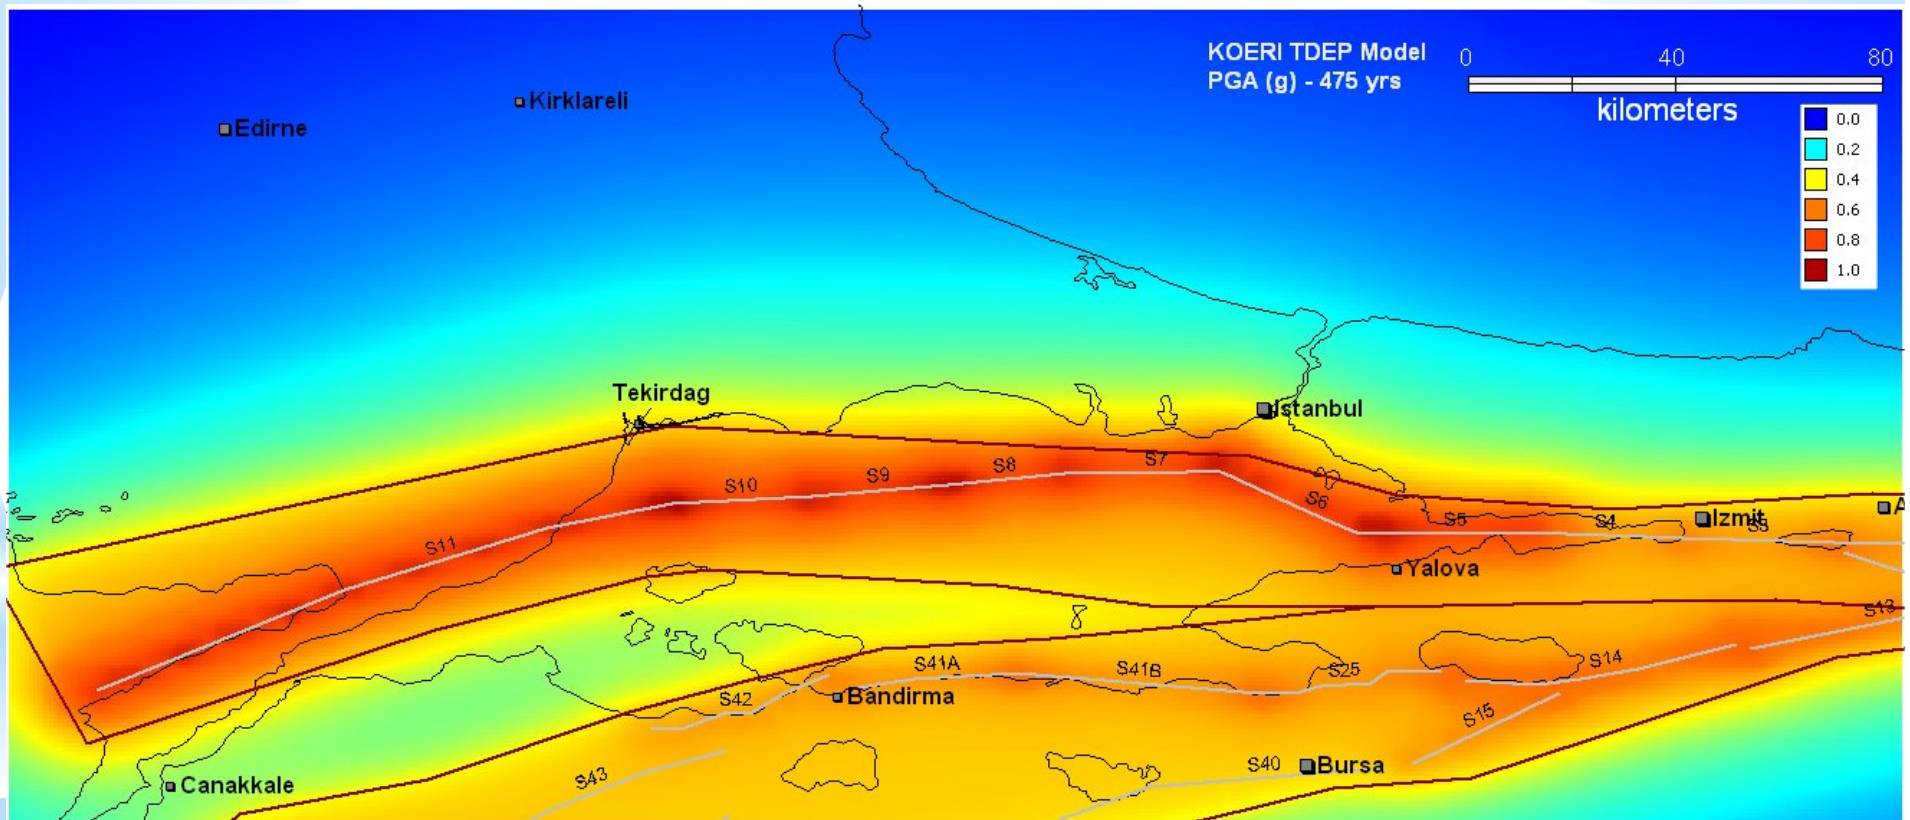 KOERI TDEP Model
PGA (g) - 475 yrs
0 40 80
kilometers
0.0
0.2
0.4
0.6
0.8
1.0
Kirklareli
Edirne
Tekirdag
Istanbul
S7
S8
S9
S10
S6
S11
S5
S4
Izmit
S3
A
Yalova
S13
S41A
S41B
S25
S14
S42
Bandirma
S15
S43
S40
Bursa
Canakkale